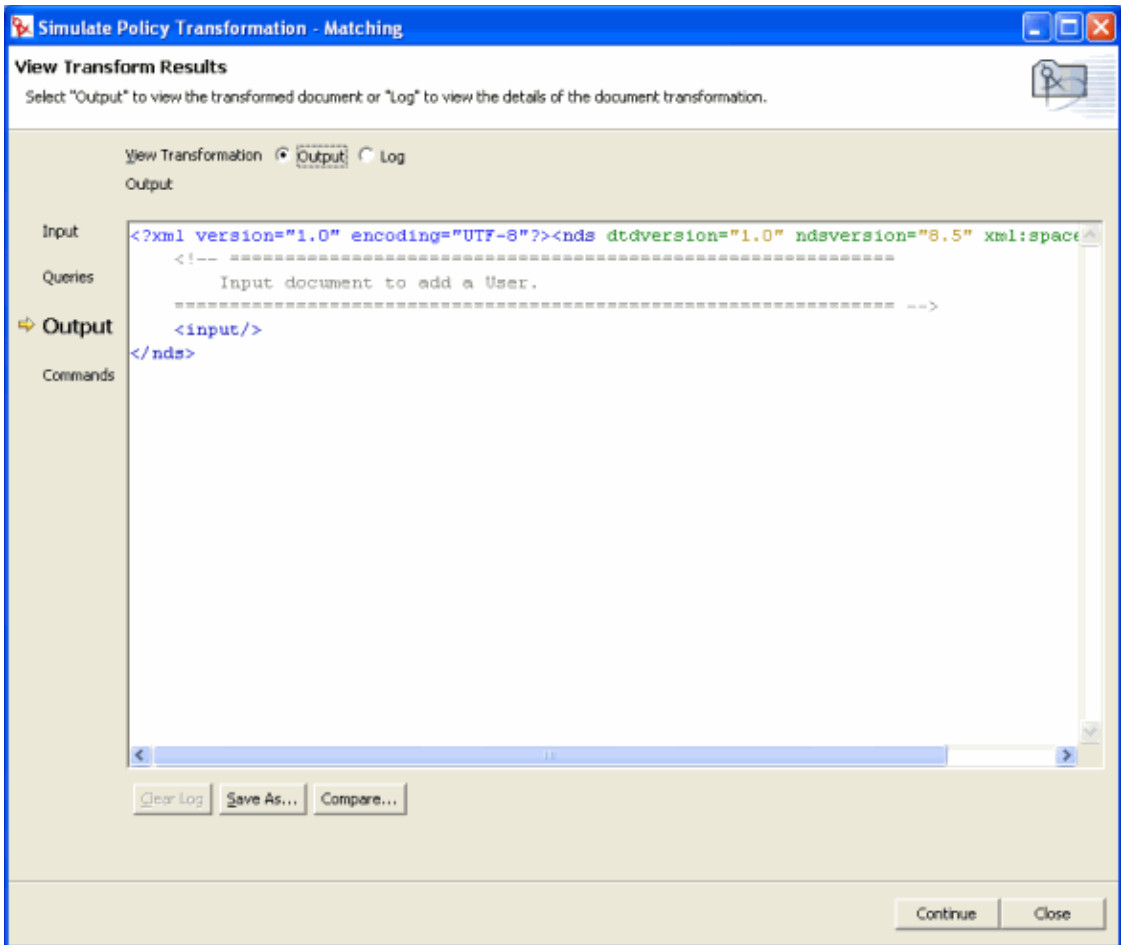 Simulate Policy Transformation - Matching
View Transform Results
Select "Output" to view the transformed document or "Log" to view the details of the document transformation.
View Transformation Output Log
Output
Input
Queries
Output
Commands
<?xml version="1.0" encoding="UTF-8"?><nds dtdversion="1.0" ndsversion="8.5" xml:space
<!-- ============================================================
Input document to add a User.
================================================================= -->
<input/>
</nds>
Clear Log Save As... Compare...
Continue Close